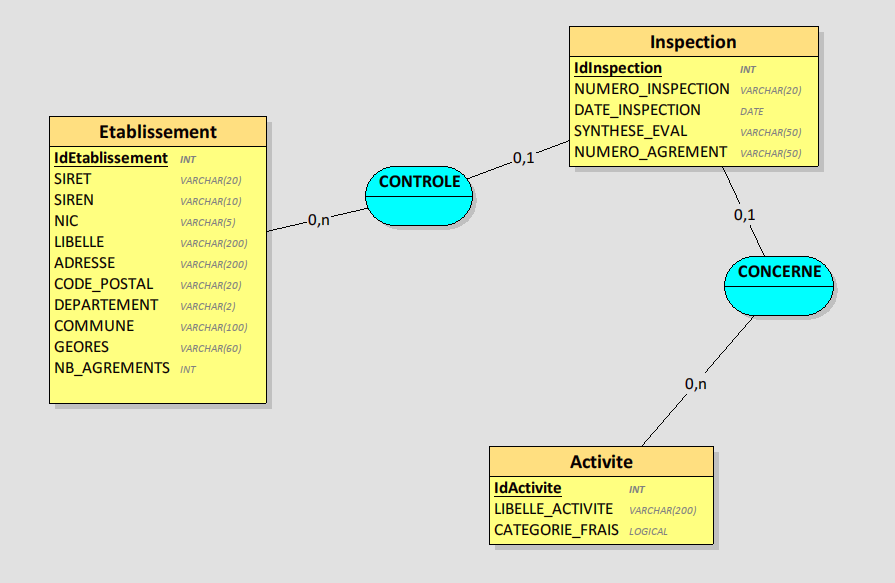 Inspection
IdInspection INT
NUMERO_INSPECTION VARCHAR(20)
DATE_INSPECTION DATE
SYNTHESE_EVAL VARCHAR(50)
NUMERO_AGREMENT VARCHAR(50)
Etablissement
IdEtablissement INT
SIRET VARCHAR(20)
SIREN VARCHAR(10)
NIC VARCHAR(5)
LIBELLE VARCHAR(200)
ADRESSE VARCHAR(200)
CODE_POSTAL VARCHAR(20)
DEPARTEMENT VARCHAR(2)
COMMUNE VARCHAR(100)
GEORES VARCHAR(60)
NB_AGREMENTS INT
0,n
CONTROLE
0,1
0,1
CONCERNE
0,n
Activite
IdActivite INT
LIBELLE_ACTIVITE VARCHAR(200)
CATEGORIE_FRAIS LOGICAL